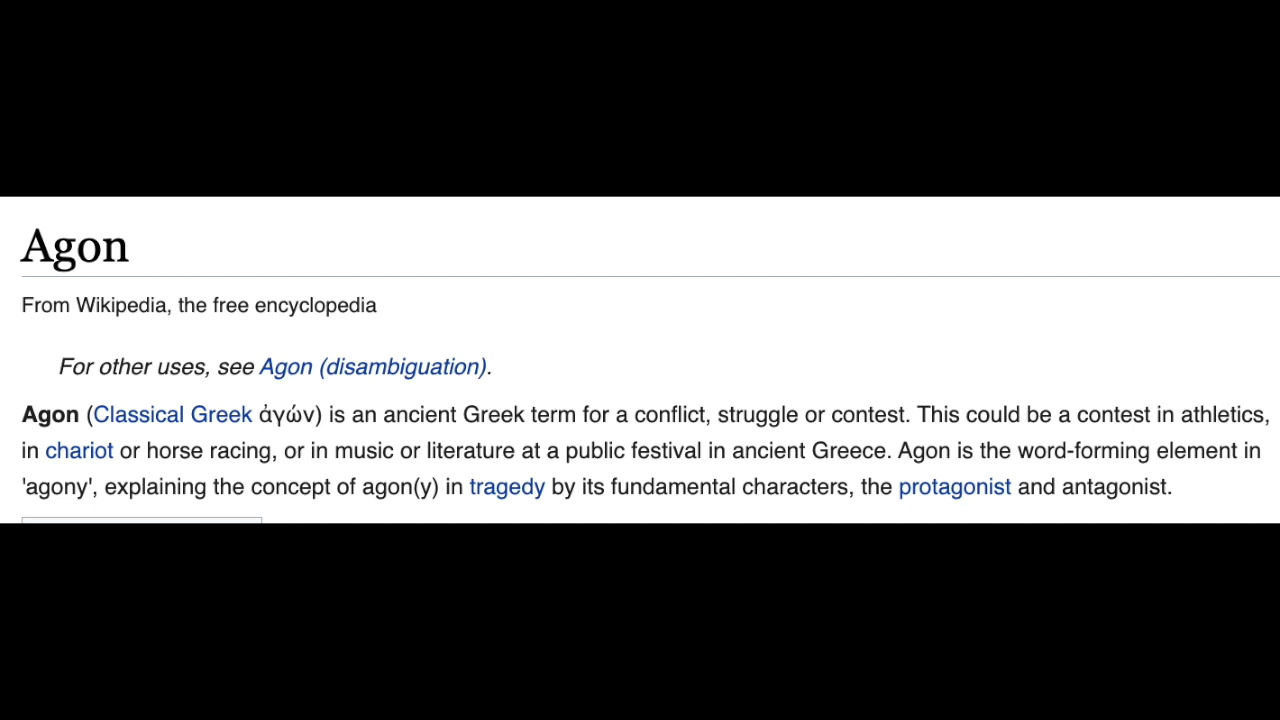 Agon
From Wikipedia, the free encyclopedia
For other uses, see Agon (disambiguation).
Agon (Classical Greek ἀγών) is an ancient Greek term for a conflict, struggle or contest. This could be a contest in athletics,
in chariot or horse racing, or in music or literature at a public festival in ancient Greece. Agon is the word-forming element in
'agony', explaining the concept of agon(y) in tragedy by its fundamental characters, the protagonist and antagonist.